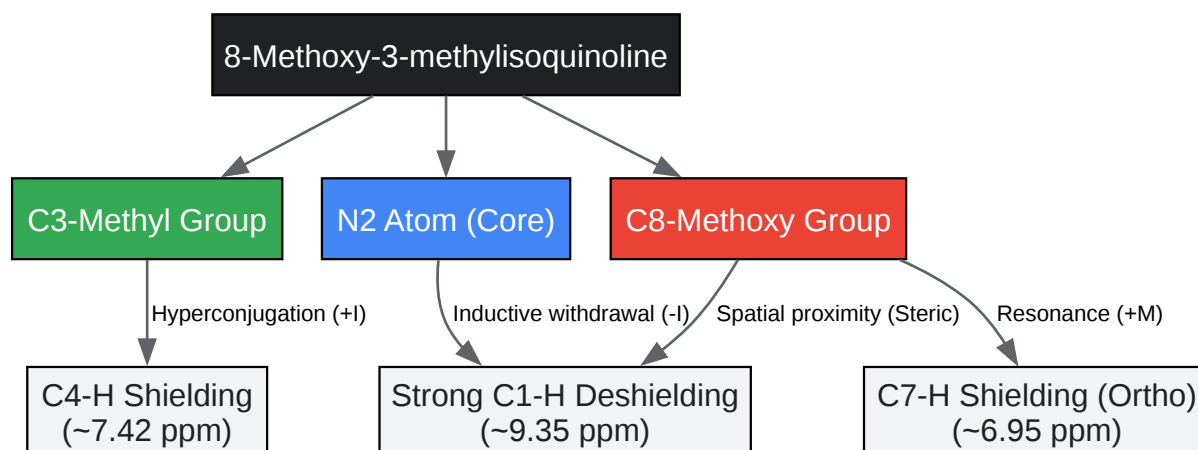 8-Methoxy-3-methylisoquinoline
C3-Methyl Group
N2 Atom (Core)
C8-Methoxy Group
Hyperconjugation (+I)
Inductive withdrawal (-I)
Spatial proximity (Steric)
Resonance (+M)
C4-H Shielding
(~7.42 ppm)
Strong C1-H Deshielding
(~9.35 ppm)
C7-H Shielding (Ortho)
(~6.95 ppm)